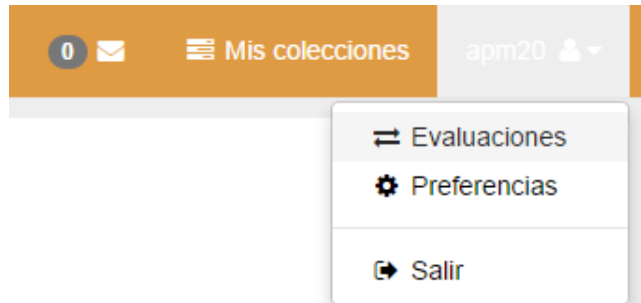 0 Mis colecciones apm20
Evaluaciones
Preferencias
Salir